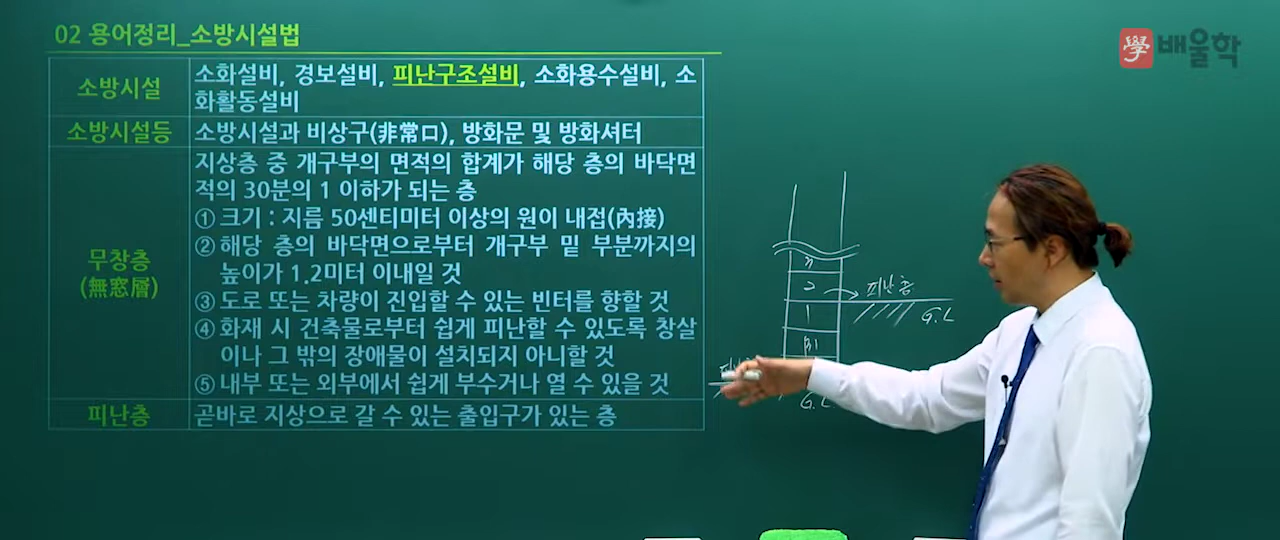 02 용어정리_소방시설법
學 배울학
소방시설
소화설비, 경보설비, 피난구조설비, 소화용수설비, 소
화활동설비
소방시설등
소방시설과 비상구(非常口), 방화문 및 방화셔터
무창층
(無窓層)
지상층 중 개구부의 면적의 합계가 해당 층의 바닥면
적의 30분의 1 이하가 되는 층
① 크기 : 지름 50센티미터 이상의 원이 내접(內接)
② 해당 층의 바닥면으로부터 개구부 밑 부분까지의
높이가 1.2미터 이내일 것
③ 도로 또는 차량이 진입할 수 있는 빈터를 향할 것
④ 화재 시 건축물로부터 쉽게 피난할 수 있도록 창살
이나 그 밖의 장애물이 설치되지 아니할 것
⑤ 내부 또는 외부에서 쉽게 부수거나 열 수 있을 것
피난층
곧바로 지상으로 갈 수 있는 출입구가 있는 층
n
2
피난층
1
G.L
B1
G.L